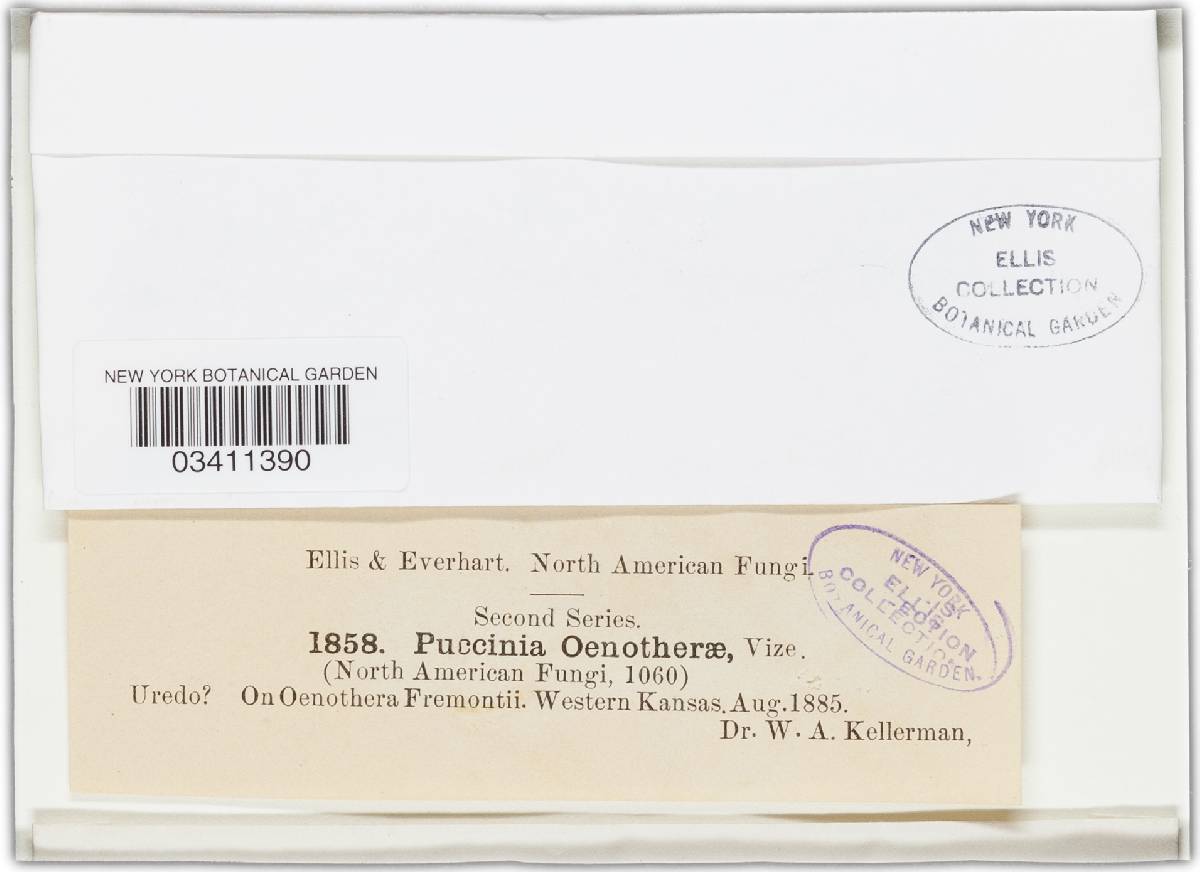 NEW YORK
ELLIS
COLLECTION
BOTANICAL GARDEN
NEW YORK BOTANICAL GARDEN
03411390
Ellis & Everhart. North American Fungi.
NEW YORK
ELLIS
COLLECTION
BOTANICAL GARDEN.
Second Series.
1858. Puccinia Oenotheræ, Vize.
(North American Fungi, 1060)
Uredo? On Oenothera Fremontii. Western Kansas. Aug. 1885.
Dr. W. A. Kellerman,